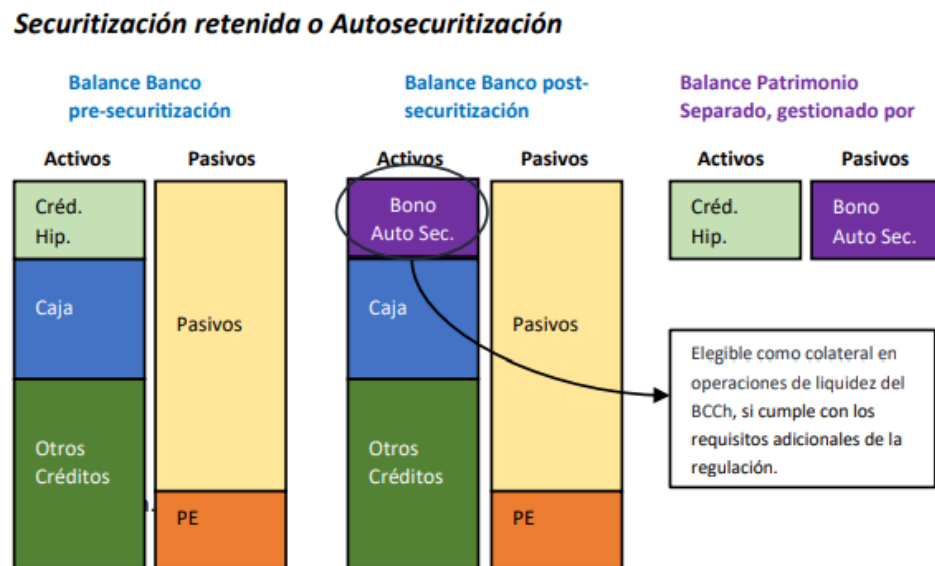 Securitización retenida o Autosecuritización
Balance Banco
pre-securitización
Balance Banco post-
securitización
Balance Patrimonio
Separado, gestionado por
Activos
Pasivos
Activos
Pasivos
Activos
Pasivos
Créd.
Hip.
Caja
Otros
Créditos
Pasivos
PE
Bono
Auto Sec.
Caja
Otros
Créditos
Pasivos
PE
Créd.
Hip.
Bono
Auto Sec.
Elegible como colateral en
operaciones de liquidez del
BCCh, si cumple con los
requisitos adicionales de la
regulación.